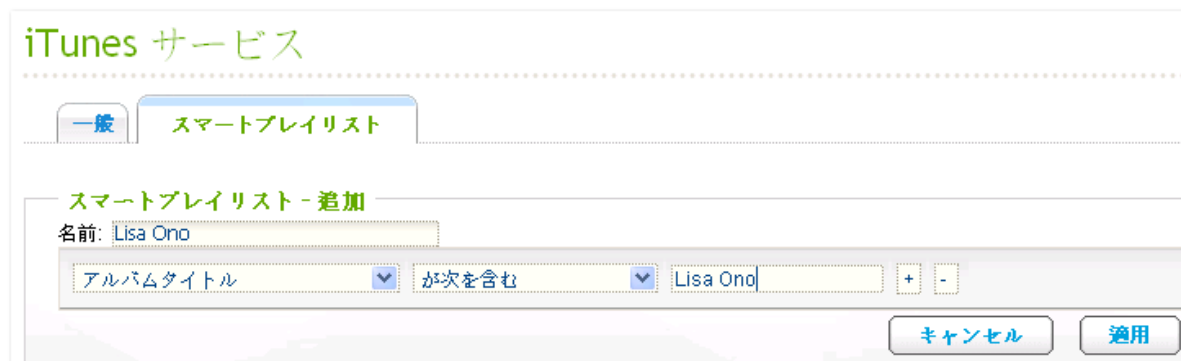 iTunes サービス
一般 スマートプレイリスト
スマートプレイリスト - 追加
名前: Lisa Ono
アルバムタイトル が次を含む Lisa Ono + -
キャンセル 適用